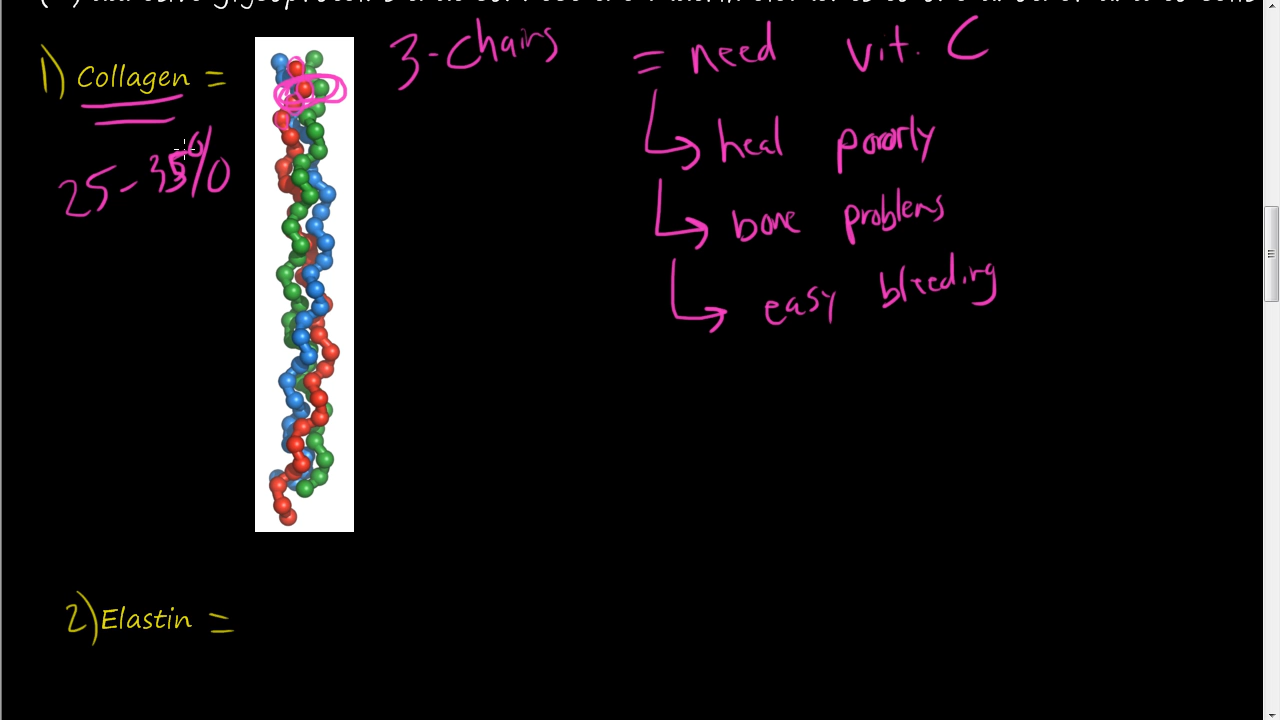 3-Chains = need vit. C
1) Collagen =
25-35%
heal poorly
bone problems
easy bleeding
2) Elastin =